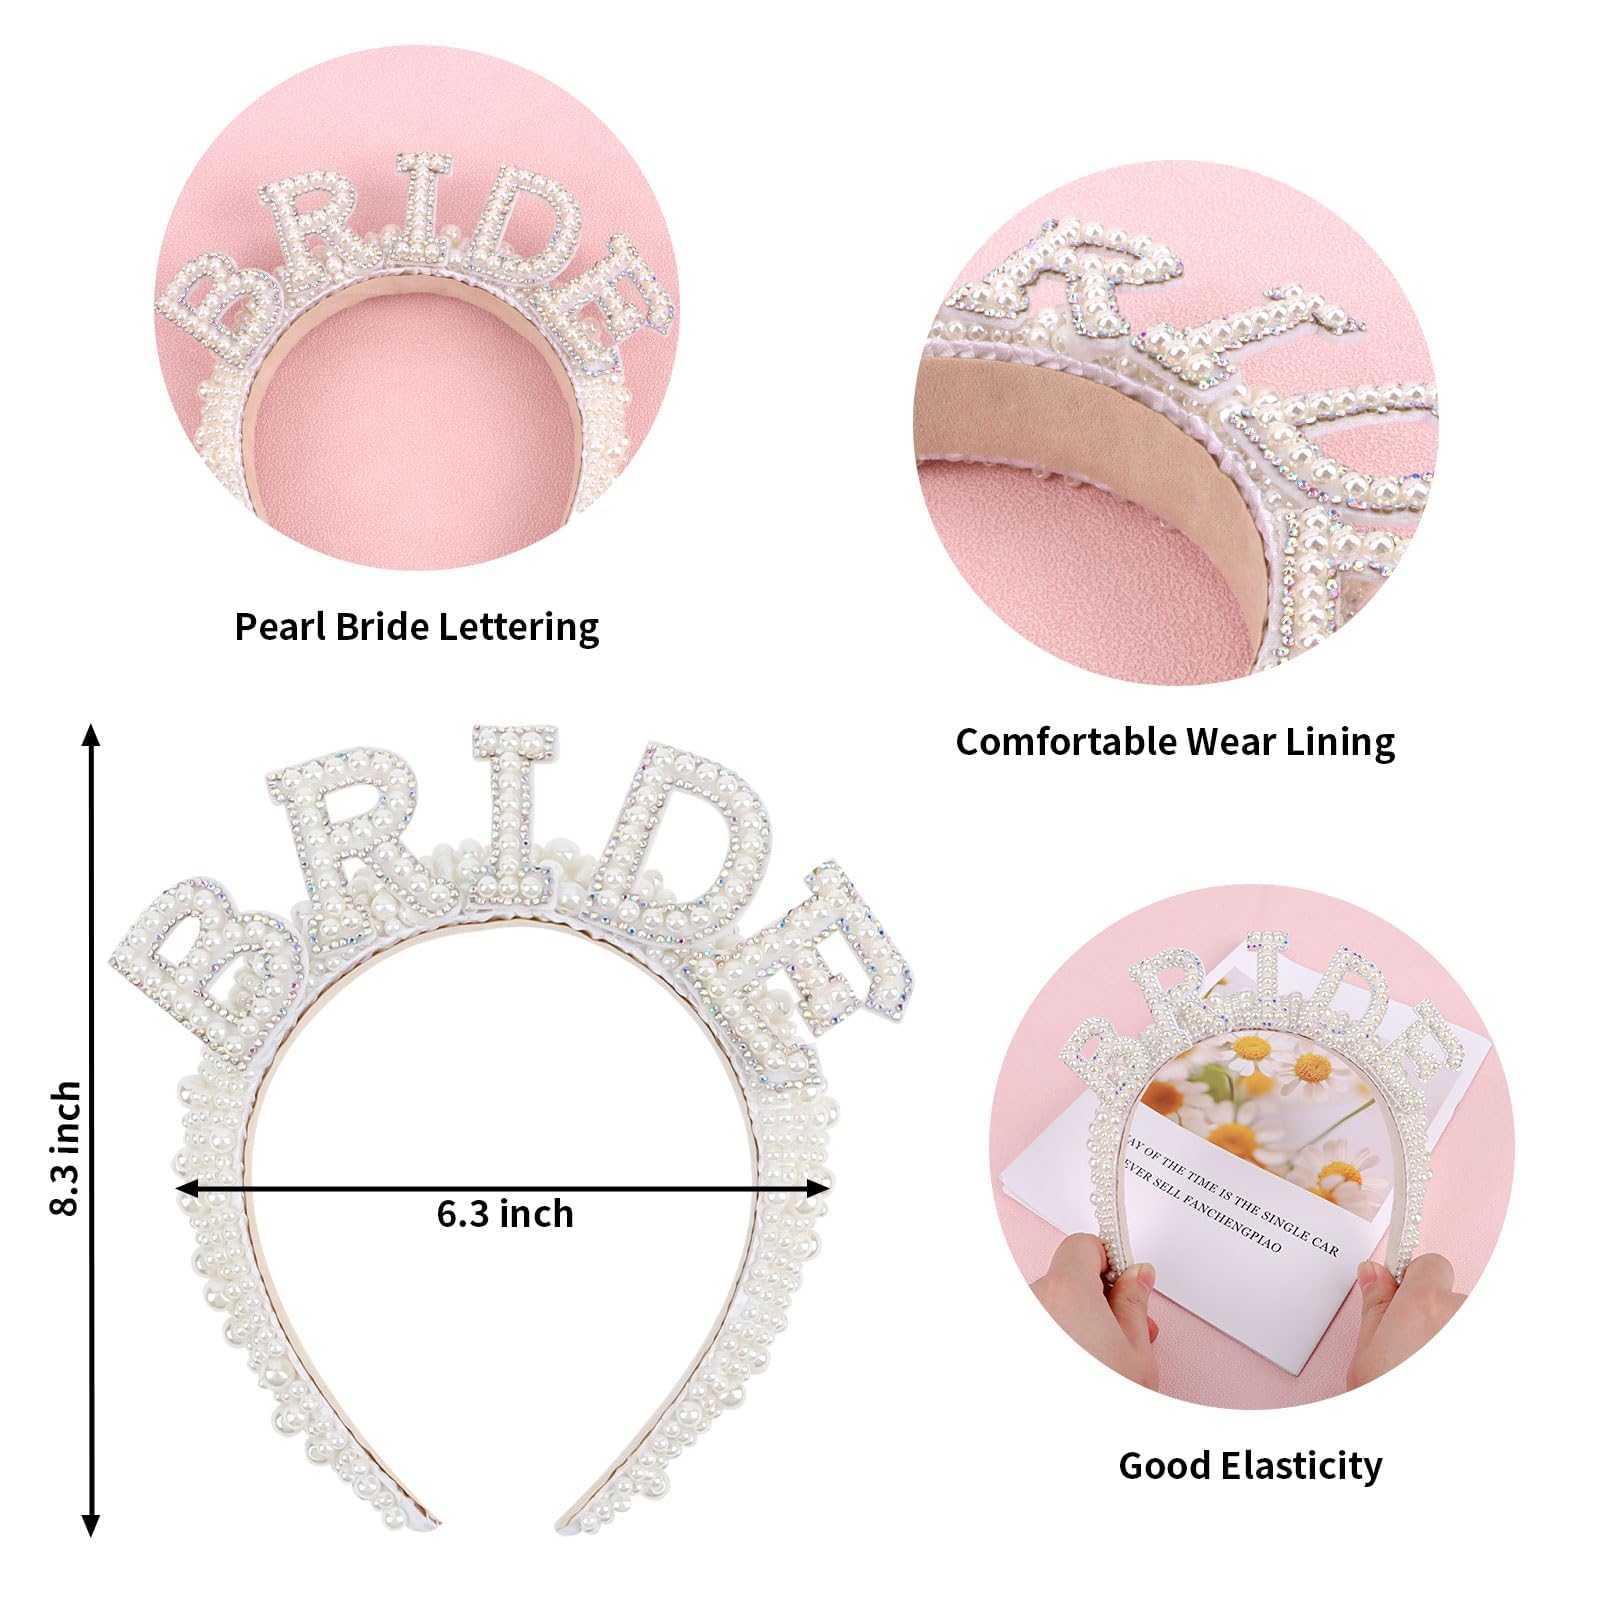 BRIDE
Pearl Bride Lettering
BRIDE
Comfortable Wear Lining
BRIDE
8.3 inch
6.3 inch
BRIDE
AY OF THE TIME IS THE SINGLE CAR
EVER SELL FANCHENGPIAO
Good Elasticity